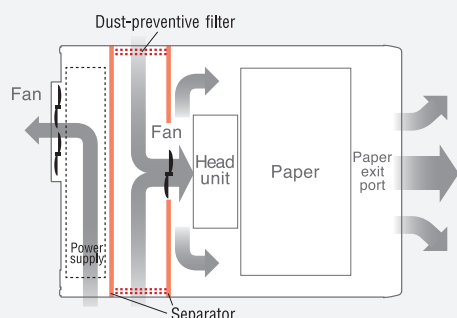 Dust-preventive filter
Fan
Fan
Head
unit
Paper
Paper
exit
port
Power
supply
Separator